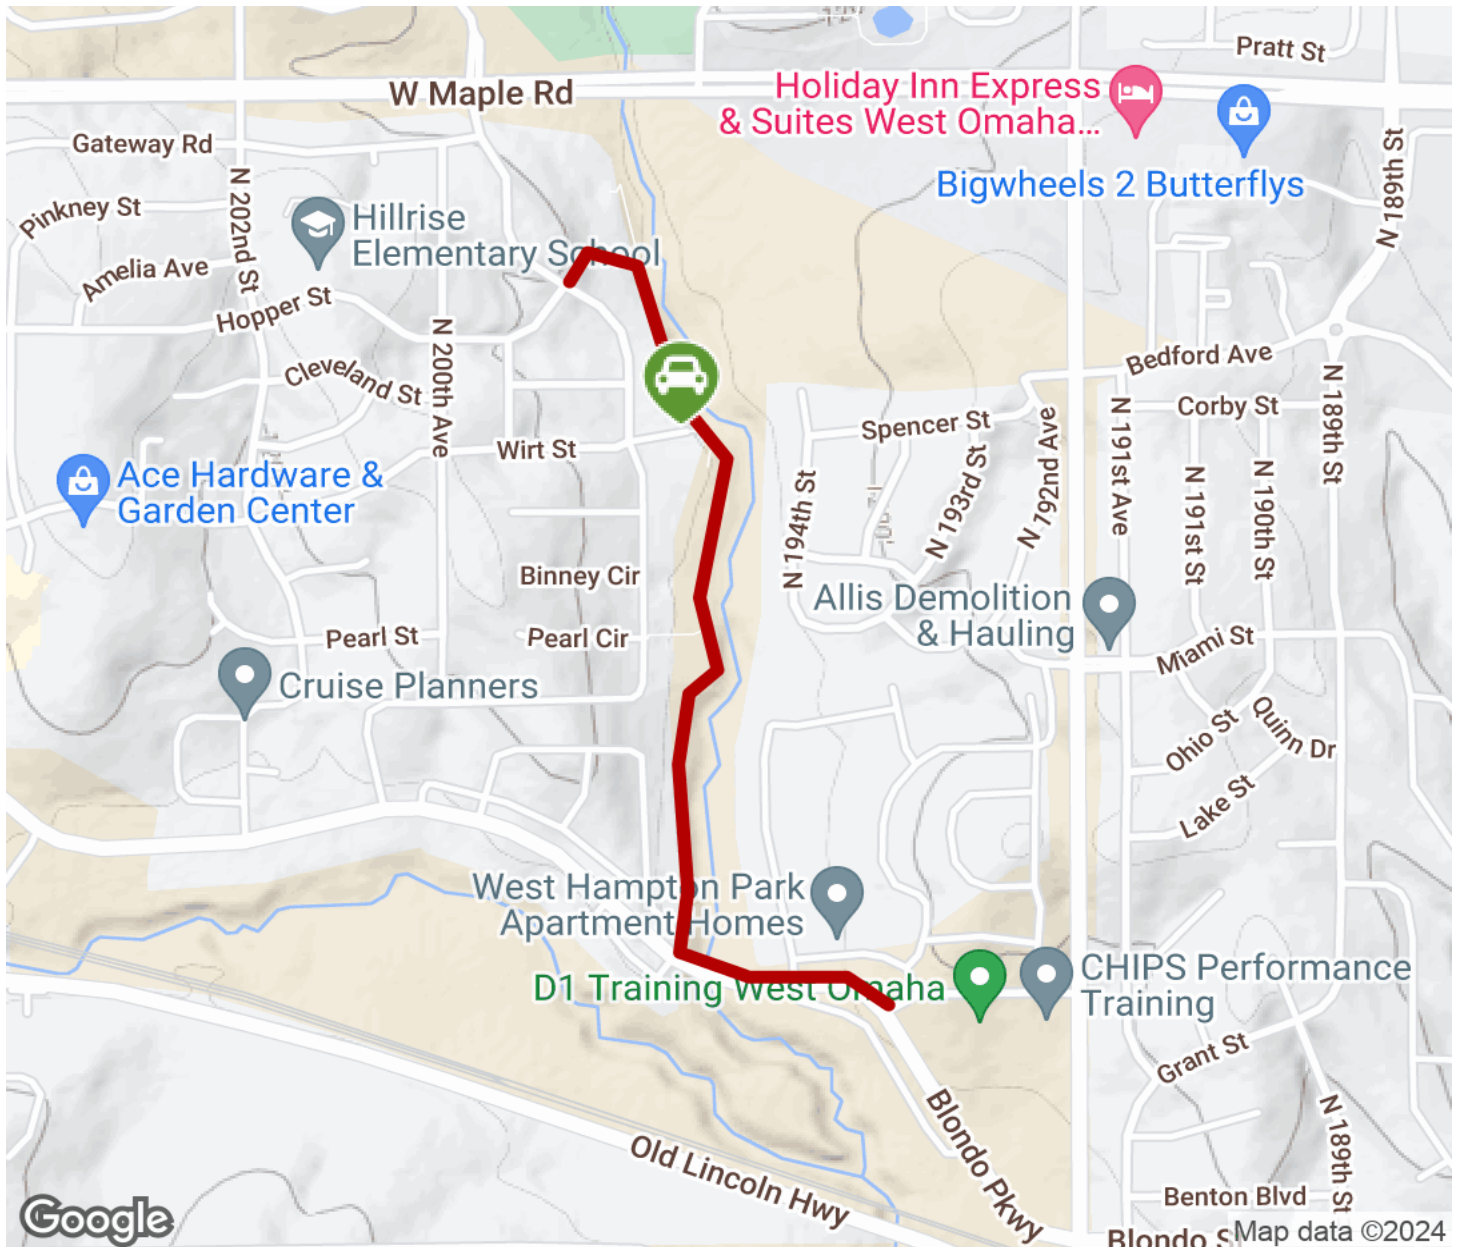 Pratt St
W Maple Rd
Holiday Inn Express
& Suites West Omaha...
Gateway Rd
N 189th St
Bigwheels 2 Butterflys
N 202nd St
Pinkney St
Hillrise
Elementary School
Amelia Ave
Hopper St
N 200th Ave
Cleveland St
Bedford Ave
N 189th St
Corby St
N 191st Ave
Spencer St
N 192nd Ave
N 193rd St
N 194th St
Wirt St
Ace Hardware &
Garden Center
N 191st St
N 190th St
Binney Cir
Allis Demolition
& Hauling
Pearl St
Pearl Cir
Miami St
Cruise Planners
Quinn Dr
Ohio St
Lake St
West Hampton Park
Apartment Homes
D1 Training West Omaha
CHIPS Performance
Training
Grant St
Blondo Pkwy
N 189th St
Old Lincoln Hwy
Benton Blvd
Google
Blondo S
Map data ©2024